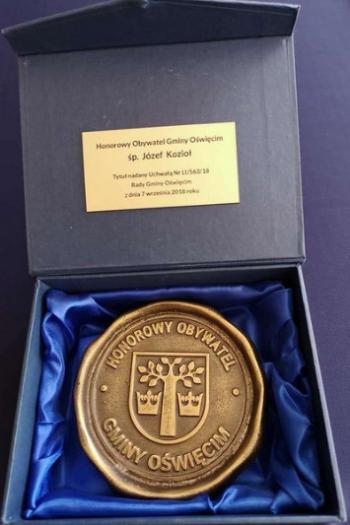 Honorowy Obywatel Gminy Oświęcim
śp. Józef Kozioł
Tytuł nadany Uchwałą Nr LI/563/18
Rady Gminy Oświęcim
z dnia 7 września 2018 roku
HONOROWY OBYWATEL
GMINY OŚWIĘCIM